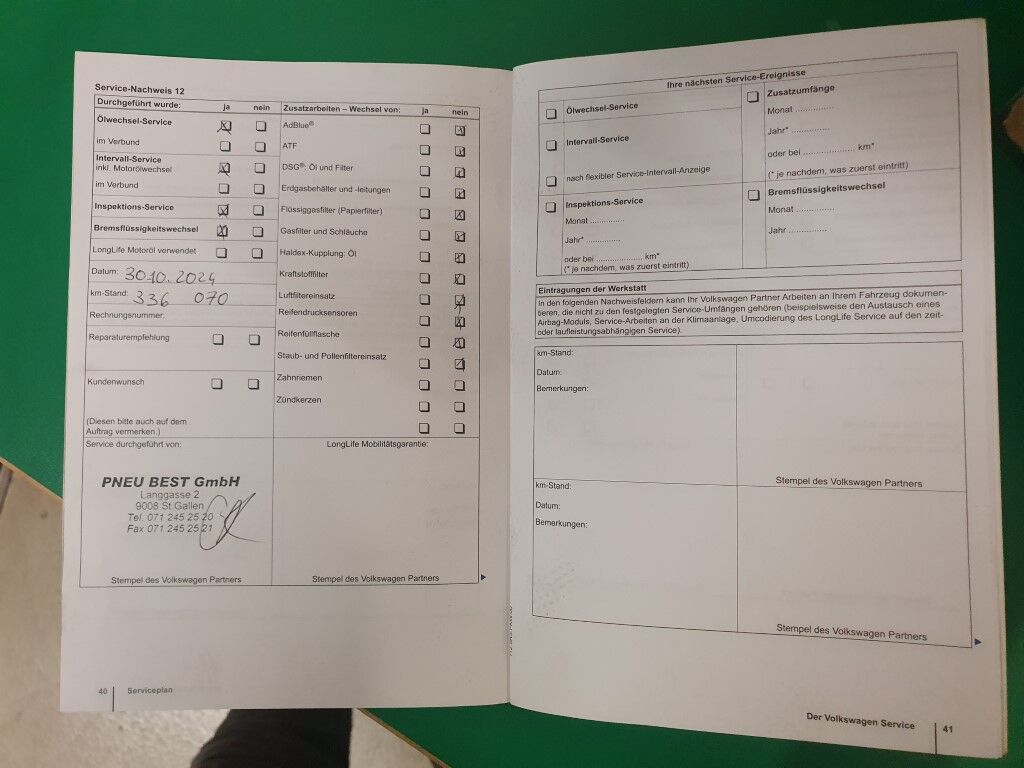 Service-Nachweis 12
Durchgeführt wurde: ja nein
Ölwechsel-Service
im Verbund
Intervall-Service
inkl. Motorölwechsel
im Verbund
Inspektions-Service
Bremsflüssigkeitswechsel
LongLife Motoröl verwendet
Datum: 30.10.2024
km-Stand: 336 070
Rechnungsnummer:
Reparaturempfehlung
Kundenwunsch
(Diesen bitte auch auf dem
Auftrag vermerken.)
Zusatzarbeiten – Wechsel von: ja nein
AdBlue®
ATF
DSG®: Öl und Filter
Erdgasbehälter und -leitungen
Flüssiggasfilter (Papierfilter)
Gasfilter und Schläuche
Haldex-Kupplung: Öl
Kraftstofffilter
Luftfiltereinsatz
Reifendrucksensoren
Reifenfüllflasche
Staub- und Pollenfiltereinsatz
Zahnriemen
Zündkerzen
Service durchgeführt von:
PNEU BEST GmbH
Langgasse 2
9008 St.Gallen
Tel. 071 245 25 20
Fax 071 245 25 21
Stempel des Volkswagen Partners
LongLife Mobilitätsgarantie:
Stempel des Volkswagen Partners
40 Serviceplan
Ihre nächsten Service-Ereignisse
Ölwechsel-Service
Intervall-Service
nach flexibler Service-Intervall-Anzeige
Inspektions-Service
Monat ..............
Jahr* ..............
oder bei ..................... km*
(* je nachdem, was zuerst eintritt)
Zusatzumfänge
Monat ..............
Jahr* ..............
oder bei ..................... km*
(* je nachdem, was zuerst eintritt)
Bremsflüssigkeitswechsel
Monat ..............
Jahr ..............
Eintragungen der Werkstatt
In den folgenden Nachweisfeldern kann Ihr Volkswagen Partner Arbeiten an Ihrem Fahrzeug dokumen-
tieren, die nicht zu den festgelegten Service-Umfängen gehören (beispielsweise den Austausch eines
Airbag-Moduls, Service-Arbeiten an der Klimaanlage, Umcodierung des LongLife Service auf den zeit-
oder laufleistungsabhängigen Service).
km-Stand:
Datum:
Bemerkungen:
Stempel des Volkswagen Partners
km-Stand:
Datum:
Bemerkungen:
Stempel des Volkswagen Partners
Der Volkswagen Service 41